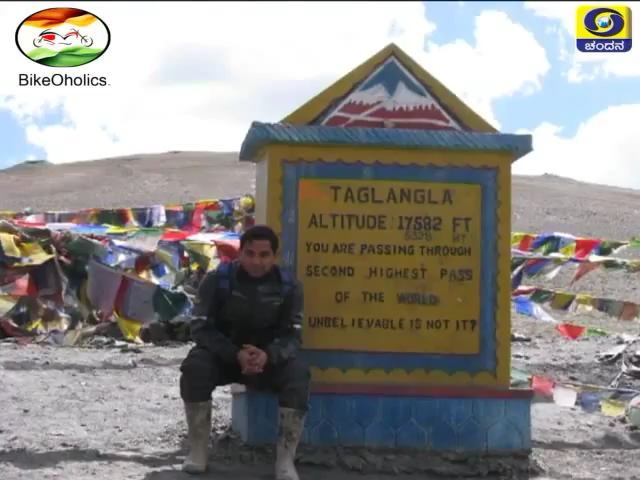 BikeOholics.
ಚಂದನ
TAGLANGLA
ALTITUDE: 17582 FT
YOU ARE PASSING THROUGH
SECOND HIGHEST PASS
OF THE WORLD
UNBELIEVABLE IS NOT IT?